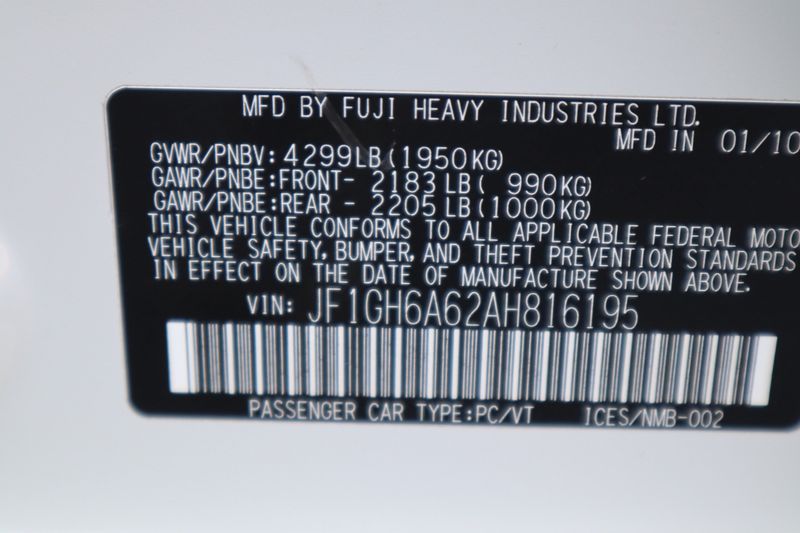 MFD BY FUJI HEAVY INDUSTRIES LTD.
MFD IN 01/10
GVWR/PNBV: 4299LB(1950KG)
GAWR/PNBE:FRONT- 2183LB( 990KG)
GAWR/PNBE:REAR - 2205LB(1000KG)
THIS VEHICLE CONFORMS TO ALL APPLICABLE FEDERAL MOTO
VEHICLE SAFETY, BUMPER, AND THEFT PREVENTION STANDARDS
IN EFFECT ON THE DATE OF MANUFACTURE SHOWN ABOVE.
VIN: JF1GH6A62AH816195
PASSENGER CAR TYPE:PC/VT ICES/NMB-002